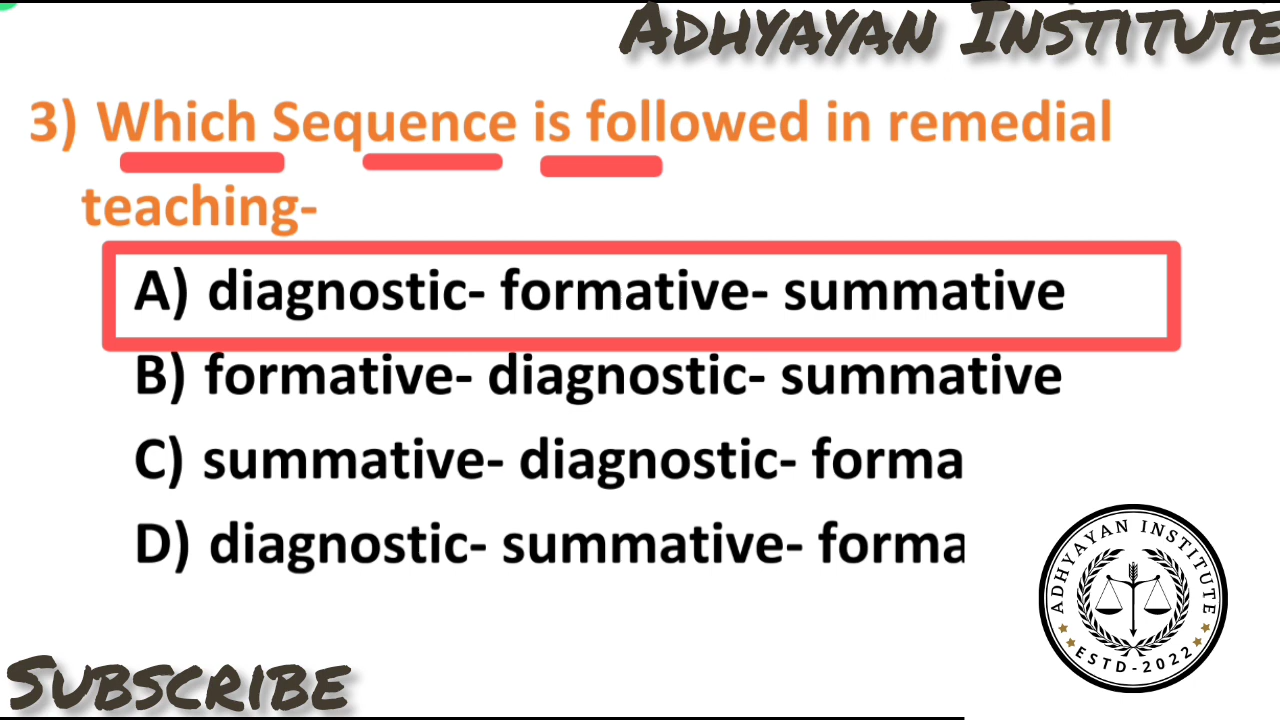 ADHYAYAN INSTITUTE
3) Which Sequence is followed in remedial
teaching-
A) diagnostic- formative- summative
B) formative- diagnostic- summative
C) summative- diagnostic- forma
D) diagnostic- summative- forma
ADHYAYAN INSTITUTE
ESTD-2022
SUBSCRIBE